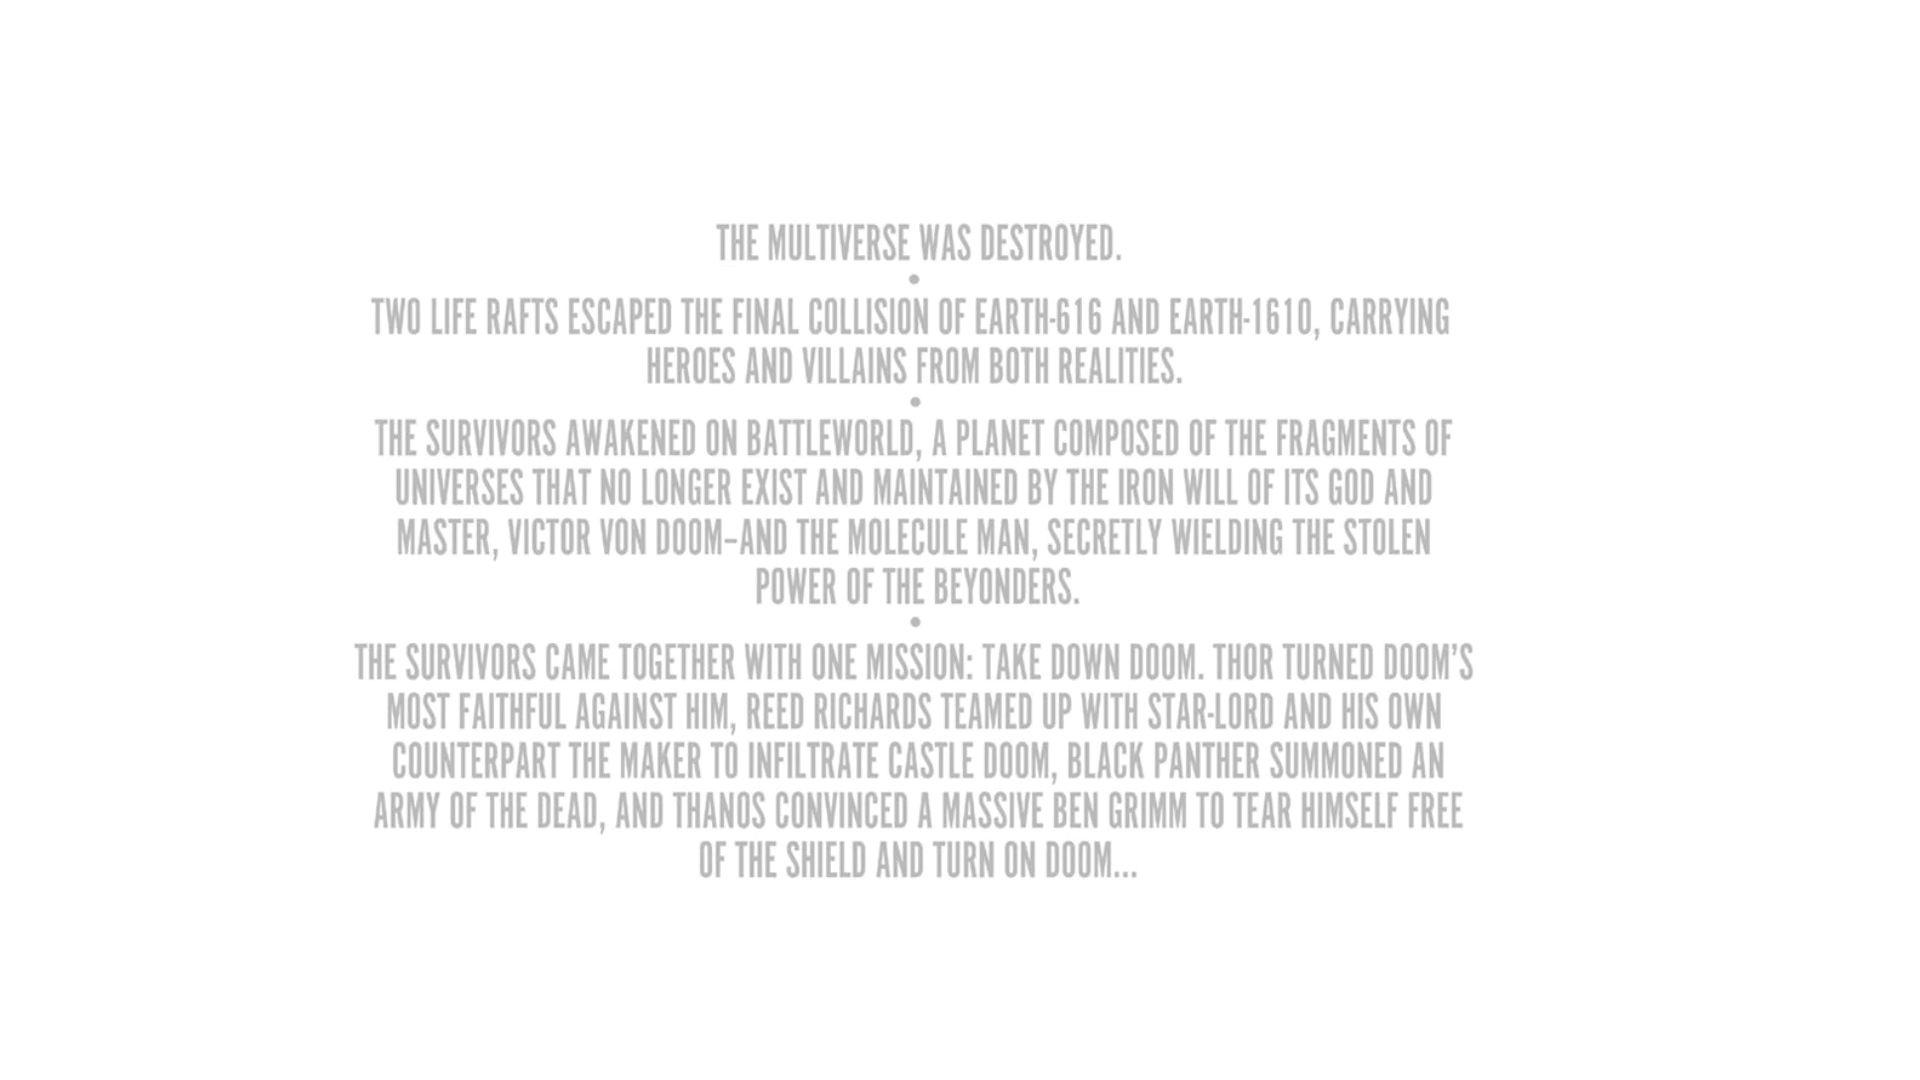 THE MULTIVERSE WAS DESTROYED.
•
TWO LIFE RAFTS ESCAPED THE FINAL COLLISION OF EARTH-616 AND EARTH-1610, CARRYING
HEROES AND VILLAINS FROM BOTH REALITIES.
•
THE SURVIVORS AWAKENED ON BATTLEWORLD, A PLANET COMPOSED OF THE FRAGMENTS OF
UNIVERSES THAT NO LONGER EXIST AND MAINTAINED BY THE IRON WILL OF ITS GOD AND
MASTER, VICTOR VON DOOM–AND THE MOLECULE MAN, SECRETLY WIELDING THE STOLEN
POWER OF THE BEYONDERS.
•
THE SURVIVORS CAME TOGETHER WITH ONE MISSION: TAKE DOWN DOOM. THOR TURNED DOOM’S
MOST FAITHFUL AGAINST HIM, REED RICHARDS TEAMED UP WITH STAR-LORD AND HIS OWN
COUNTERPART THE MAKER TO INFILTRATE CASTLE DOOM, BLACK PANTHER SUMMONED AN
ARMY OF THE DEAD, AND THANOS CONVINCED A MASSIVE BEN GRIMM TO TEAR HIMSELF FREE
OF THE SHIELD AND TURN ON DOOM...